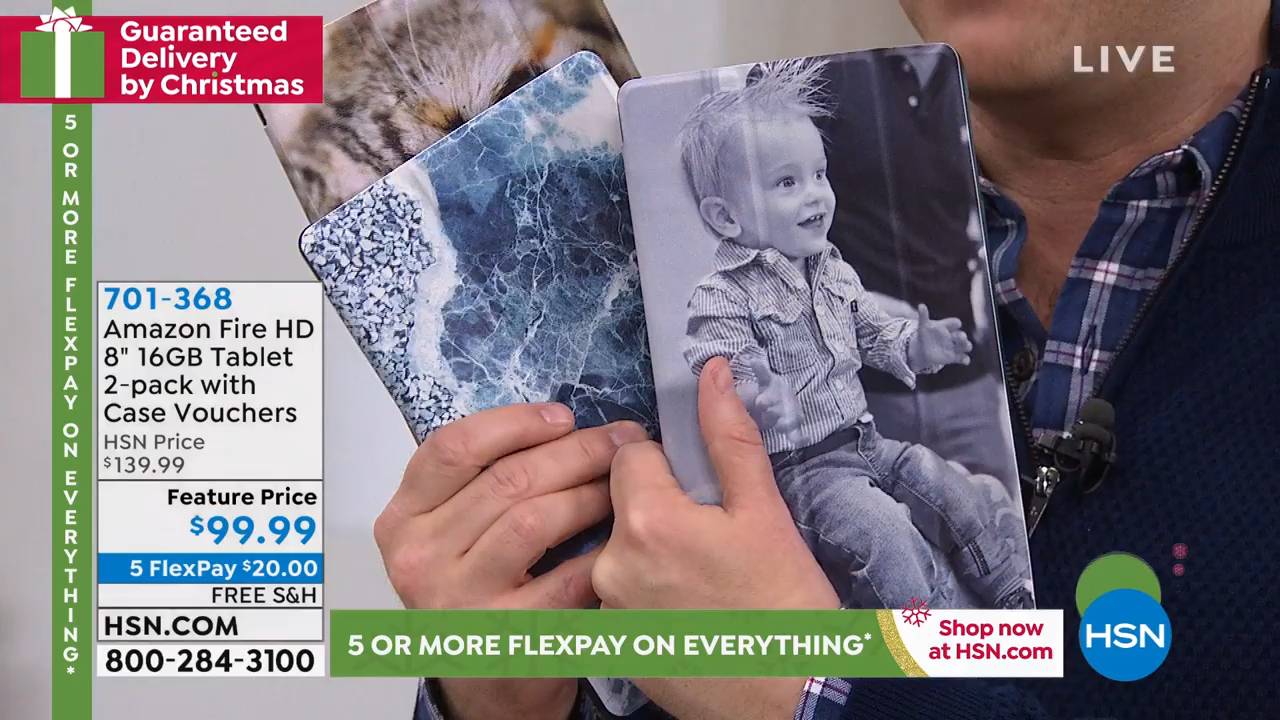 Guaranteed
Delivery
by Christmas
LIVE
5 OR MORE FLEXPAY ON EVERYTHING*
701-368
Amazon Fire HD
8" 16GB Tablet
2-pack with
Case Vouchers
HSN Price
$139.99
Feature Price
$99.99
5 FlexPay $20.00
FREE S&H
HSN.COM
800-284-3100
5 OR MORE FLEXPAY ON EVERYTHING*
Shop now
at HSN.com
HSN